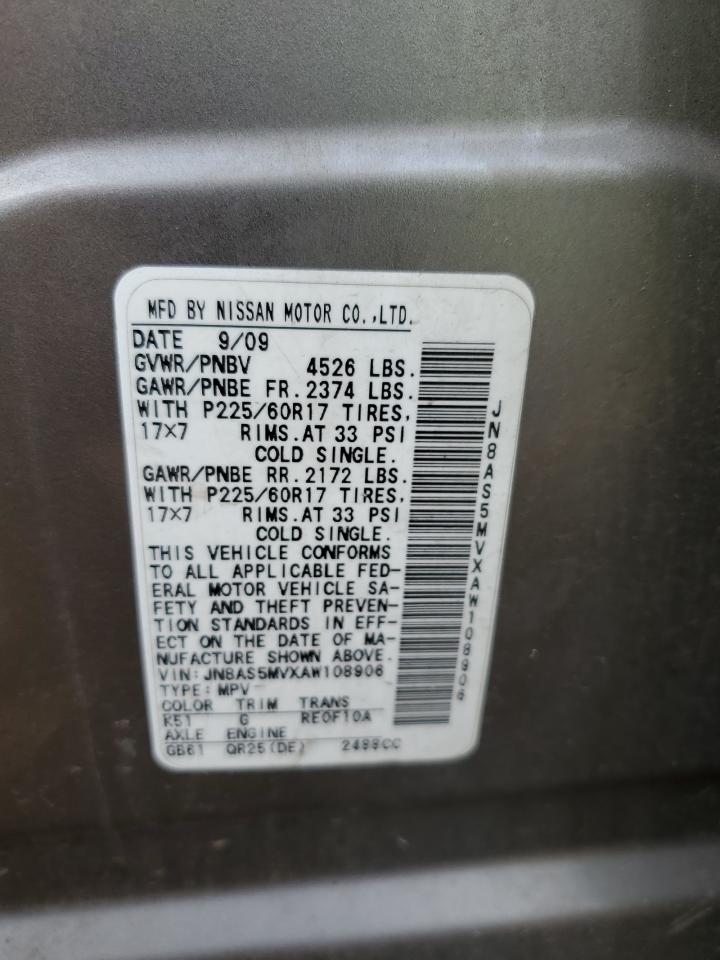 MFD BY NISSAN MOTOR CO.,LTD.
DATE 9/09
GVWR/PNBV 4526 LBS.
GAWR/PNBE FR.2374 LBS.
WITH P225/60R17 TIRES,
17×7 RIMS.AT 33 PSI
COLD SINGLE.
GAWR/PNBE RR.2172 LBS.
WITH P225/60R17 TIRES,
17×7 RIMS.AT 33 PSI
COLD SINGLE.
THIS VEHICLE CONFORMS
TO ALL APPLICABLE FED-
ERAL MOTOR VEHICLE SA-
FETY AND THEFT PREVEN-
TION STANDARDS IN EFF-
ECT ON THE DATE OF MA-
NUFACTURE SHOWN ABOVE.
VIN: JN8AS5MVXAW108906
TYPE: MPV
COLOR TRIM TRANS
K51 G RE0F10A
AXLE ENGINE
GB61 QR25(DE) 2488CC
JN8AS5MVXAW108906